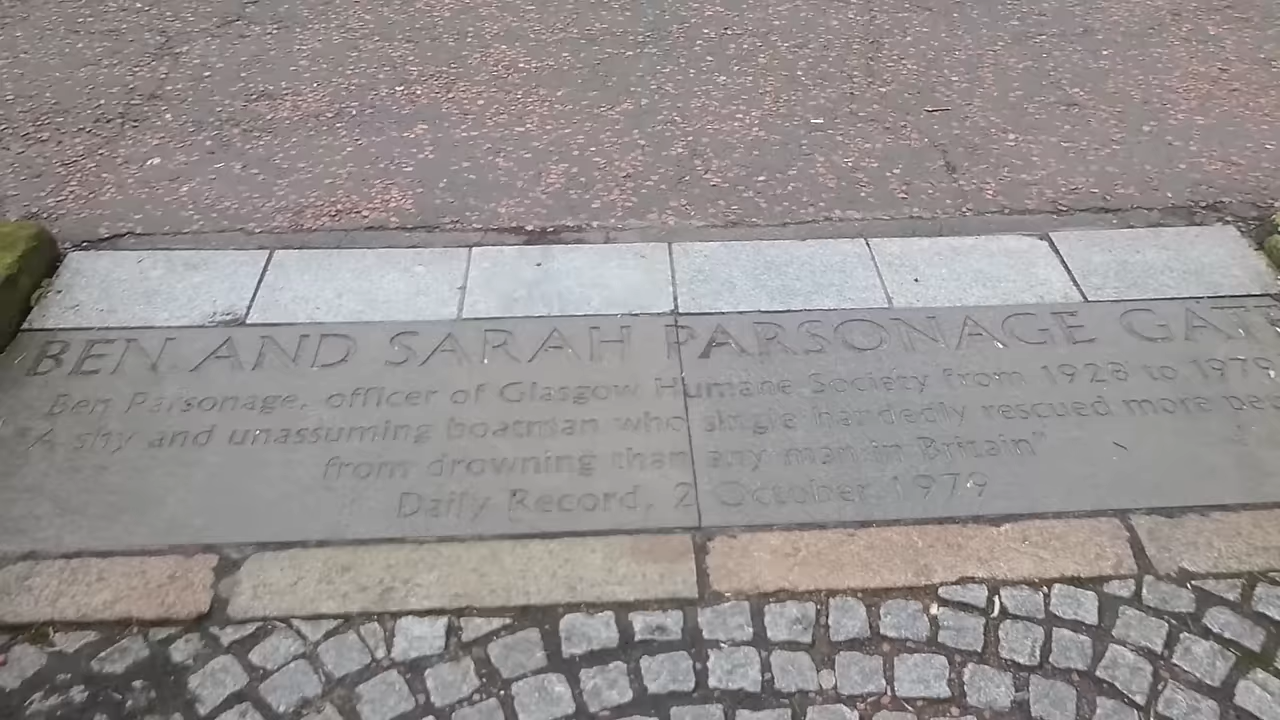 BEN AND SARAH PARSONAGE GAT
Ben Parsonage, officer of Glasgow Humane Society from 1928 to 1979
"A shy and unassuming boatman who single handedly rescued more peo
from drowning than any man in Britain"
Daily Record, 2 October 1979